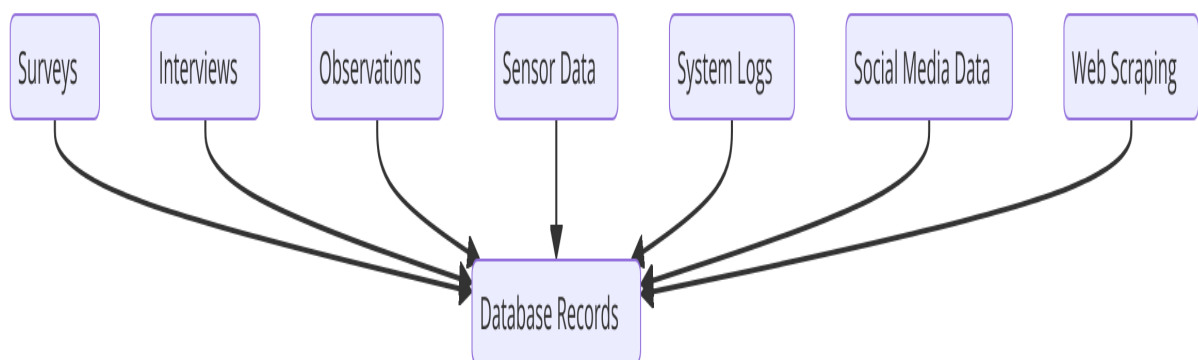 Surveys
Interviews
Observations
Sensor Data
System Logs
Social Media Data
Web Scraping
Database Records